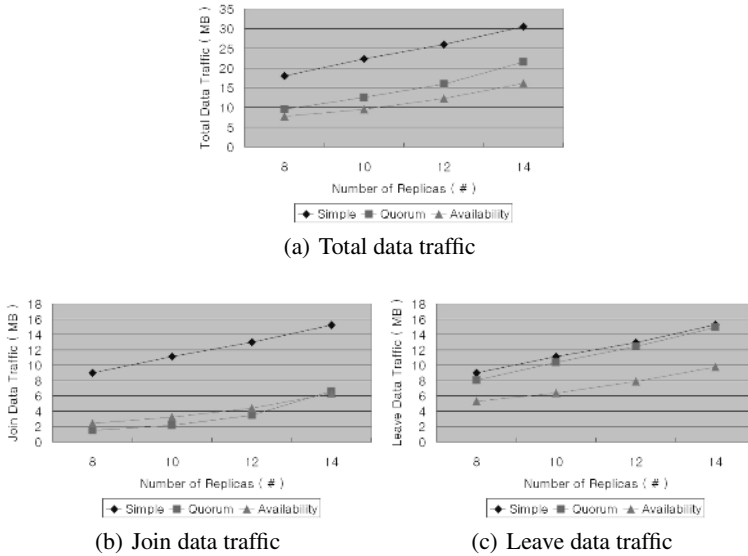 Total Data Traffic ( MB )
35
30
25
20
15
10
5
0
8 10 12 14
Number of Replicas ( # )
Simple Quorum Availability
(a) Total data traffic
Join Data Traffic ( MB )
18
16
14
12
10
8
6
4
2
0
8 10 12 14
Number of Replicas ( # )
Simple Quorum Availability
(b) Join data traffic
Leave Data Traffic ( MB )
18
16
14
12
10
8
6
4
2
0
8 10 12 14
Number of Replicas ( # )
Simple Quorum Availability
(c) Leave data traffic